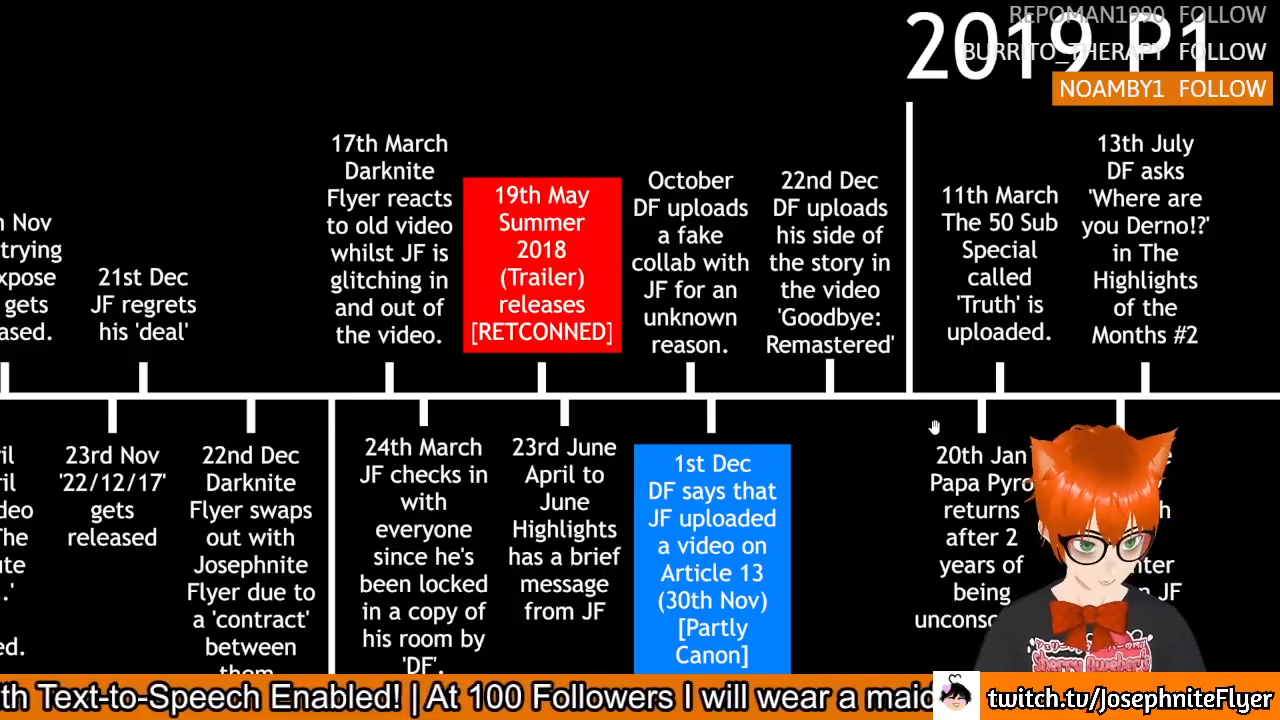 REPOMAN1990 FOLLOW
BURRITO_THERAPY FOLLOW
NOAMBY1 FOLLOW
2019 P1
Nov
trying
gets
17th March
Darknite
Flyer reacts
to old video
whilst JF is
glitching in
and out of
the video.
21st Dec
JF regrets
his 'deal'
19th May
Summer
2018
(Trailer)
releases
[RETCONNED]
October
DF uploads
a fake
collab with
JF for an
unknown
reason.
22nd Dec
DF uploads
his side of
the story in
the video
'Goodbye:
Remastered'
11th March
The 50 Sub
Special
called
'Truth' is
uploaded.
13th July
DF asks
'Where are
you Derno!?'
in The
Highlights
of the
Months #2
23rd Nov
'22/12/17'
gets
released
22nd Dec
Darknite
Flyer swaps
out with
Josephnite
Flyer due to
a 'contract'
between
them
24th March
JF checks in
with
everyone
since he's
been locked
in a copy of
his room by
'DF'.
23rd June
April to
June
Highlights
has a brief
message
from JF
1st Dec
DF says that
JF uploaded
a video on
Article 13
(30th Nov)
[Partly
Canon]
20th Jan
Papa Pyro
returns
after 2
years of
being
JF
th Text-to-Speech Enabled! | At 100 Followers I will wear a maid
twitch.tv/JosephniteFlyer